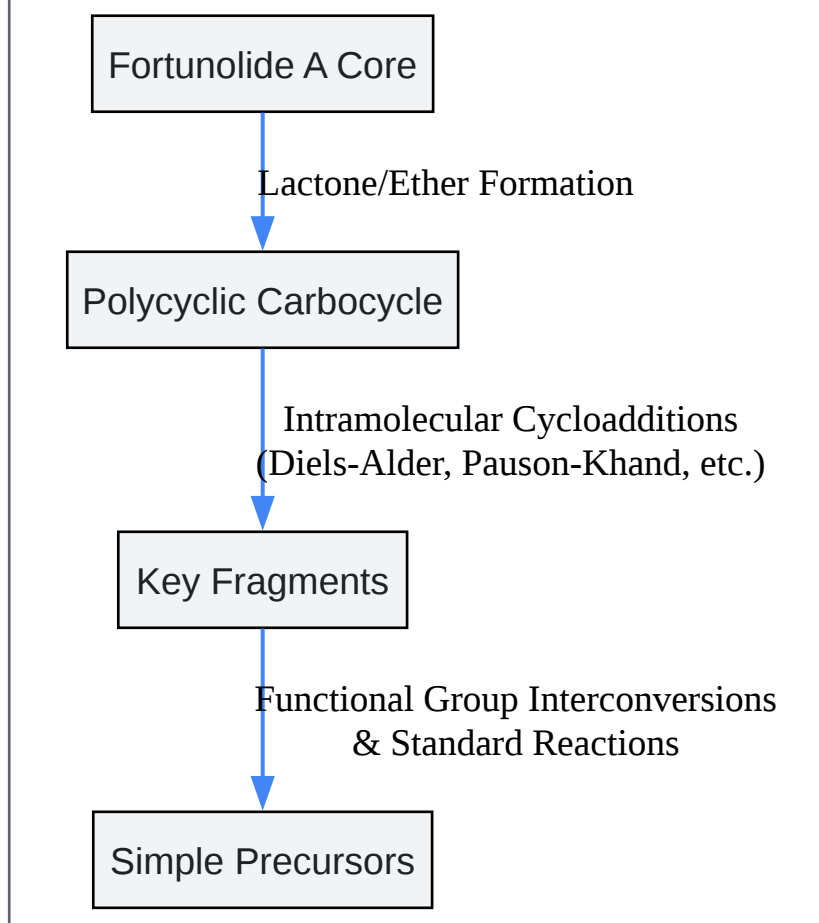 Fortunolide A Core
Lactone/Ether Formation
Polycyclic Carbocycle
Intramolecular Cycloadditions
(Diels-Alder, Pauson-Khand, etc.)
Key Fragments
Functional Group Interconversions
& Standard Reactions
Simple Precursors